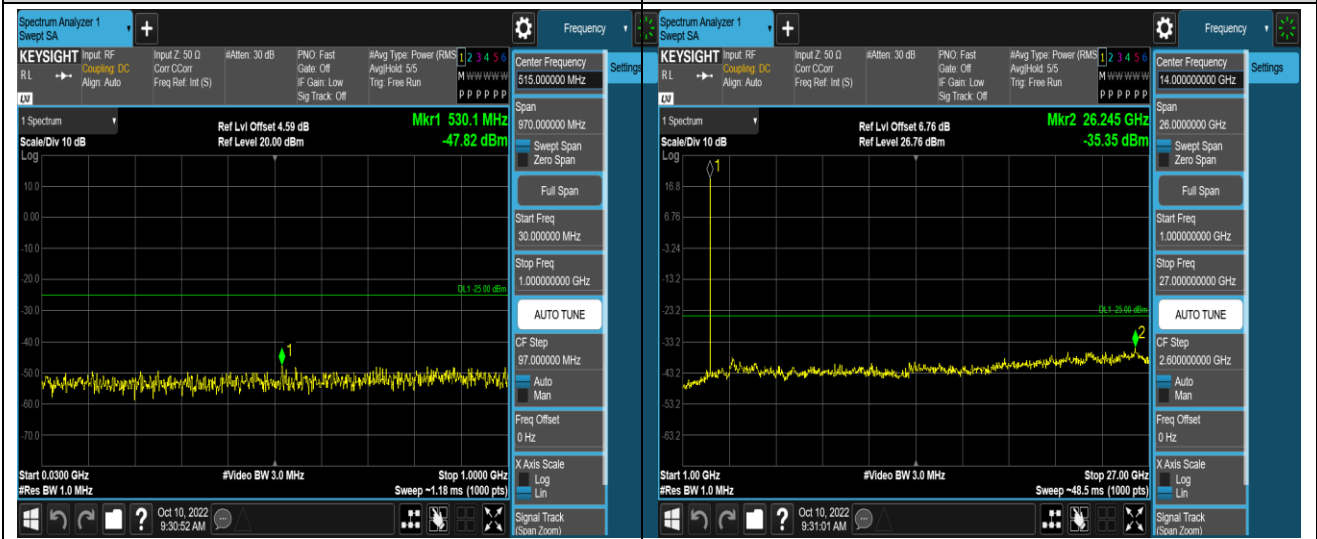 Spectrum Analyzer 1
Swept SA
+
Frequency
KEYSIGHT
RL
LXI
Input: RF
Coupling: DC
Align: Auto
Input Z: 50 Ω
Corr CCorr
Freq Ref: Int (S)
#Atten: 30 dB
PNO: Fast
Gate: Off
IF Gain: Low
Sig Track: Off
#Avg Type: Power (RMS
Avg|Hold: 5/5
Trig: Free Run
1 2 3 4 5 6
M W W W W W
P P P P P P
1 Spectrum
Scale/Div 10 dB
Log
Ref Lvl Offset 4.59 dB
Ref Level 20.00 dBm
Mkr1 530.1 MHz
-47.82 dBm
10.0
0.00
-10.0
-20.0
DL1 -25.00 dBm
-30.0
-40.0
1
-50.0
-60.0
-70.0
Start 0.0300 GHz
#Res BW 1.0 MHz
#Video BW 3.0 MHz
Stop 1.0000 GHz
Sweep ~1.18 ms (1000 pts)
Center Frequency
515.000000 MHz
Settings
Span
970.000000 MHz
Swept Span
Zero Span
Full Span
Start Freq
30.000000 MHz
Stop Freq
1.000000000 GHz
AUTO TUNE
CF Step
97.000000 MHz
Auto
Man
Freq Offset
0 Hz
X Axis Scale
Log
Lin
Signal Track
(Span Zoom)
?
Oct 10, 2022
9:30:52 AM
Spectrum Analyzer 1
Swept SA
+
Frequency
KEYSIGHT
RL
LXI
Input: RF
Coupling: DC
Align: Auto
Input Z: 50 Ω
Corr CCorr
Freq Ref: Int (S)
#Atten: 30 dB
PNO: Fast
Gate: Off
IF Gain: Low
Sig Track: Off
#Avg Type: Power (RMS
Avg|Hold: 5/5
Trig: Free Run
1 2 3 4 5 6
M W W W W W
P P P P P P
1 Spectrum
Scale/Div 10 dB
Log
Ref Lvl Offset 6.76 dB
Ref Level 26.76 dBm
Mkr2 26.245 GHz
-35.35 dBm
1
16.8
6.76
-3.24
-13.2
-23.2
DL1 -25.00 dBm
-33.2
2
-43.2
-53.2
-63.2
Start 1.00 GHz
#Res BW 1.0 MHz
#Video BW 3.0 MHz
Stop 27.00 GHz
Sweep ~48.5 ms (1000 pts)
Center Frequency
14.000000000 GHz
Settings
Span
26.0000000 GHz
Swept Span
Zero Span
Full Span
Start Freq
1.000000000 GHz
Stop Freq
27.000000000 GHz
AUTO TUNE
CF Step
2.600000000 GHz
Auto
Man
Freq Offset
0 Hz
X Axis Scale
Log
Lin
Signal Track
(Span Zoom)
?
Oct 10, 2022
9:31:01 AM